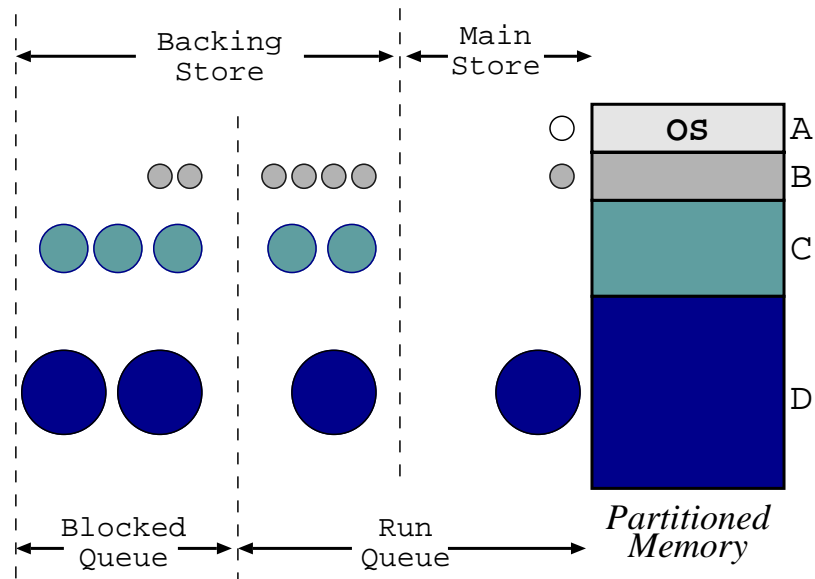 Backing
Store
Main
Store
OS
A
B
C
D
Blocked
Queue
Run
Queue
Partitioned
Memory